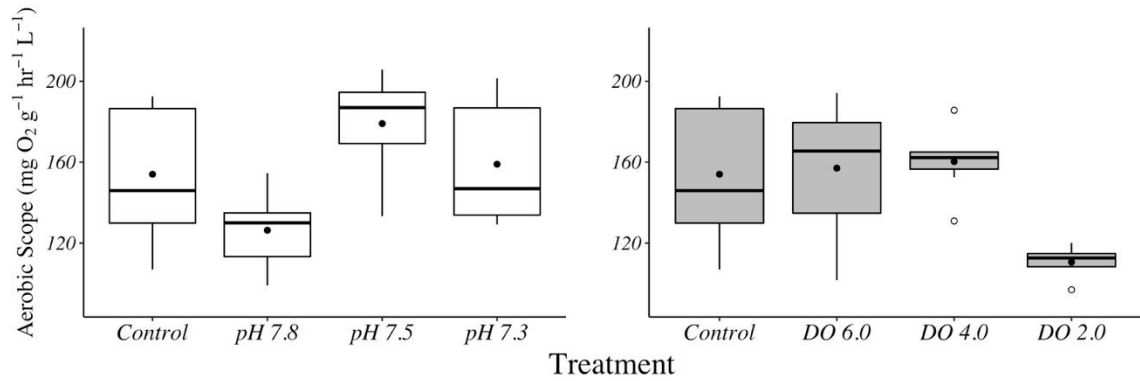 Aerobic Scope (mg O₂ g⁻¹ hr⁻¹ L⁻¹)
200
160
120
Control pH 7.8 pH 7.5 pH 7.3
200
160
120
Control DO 6.0 DO 4.0 DO 2.0
Treatment